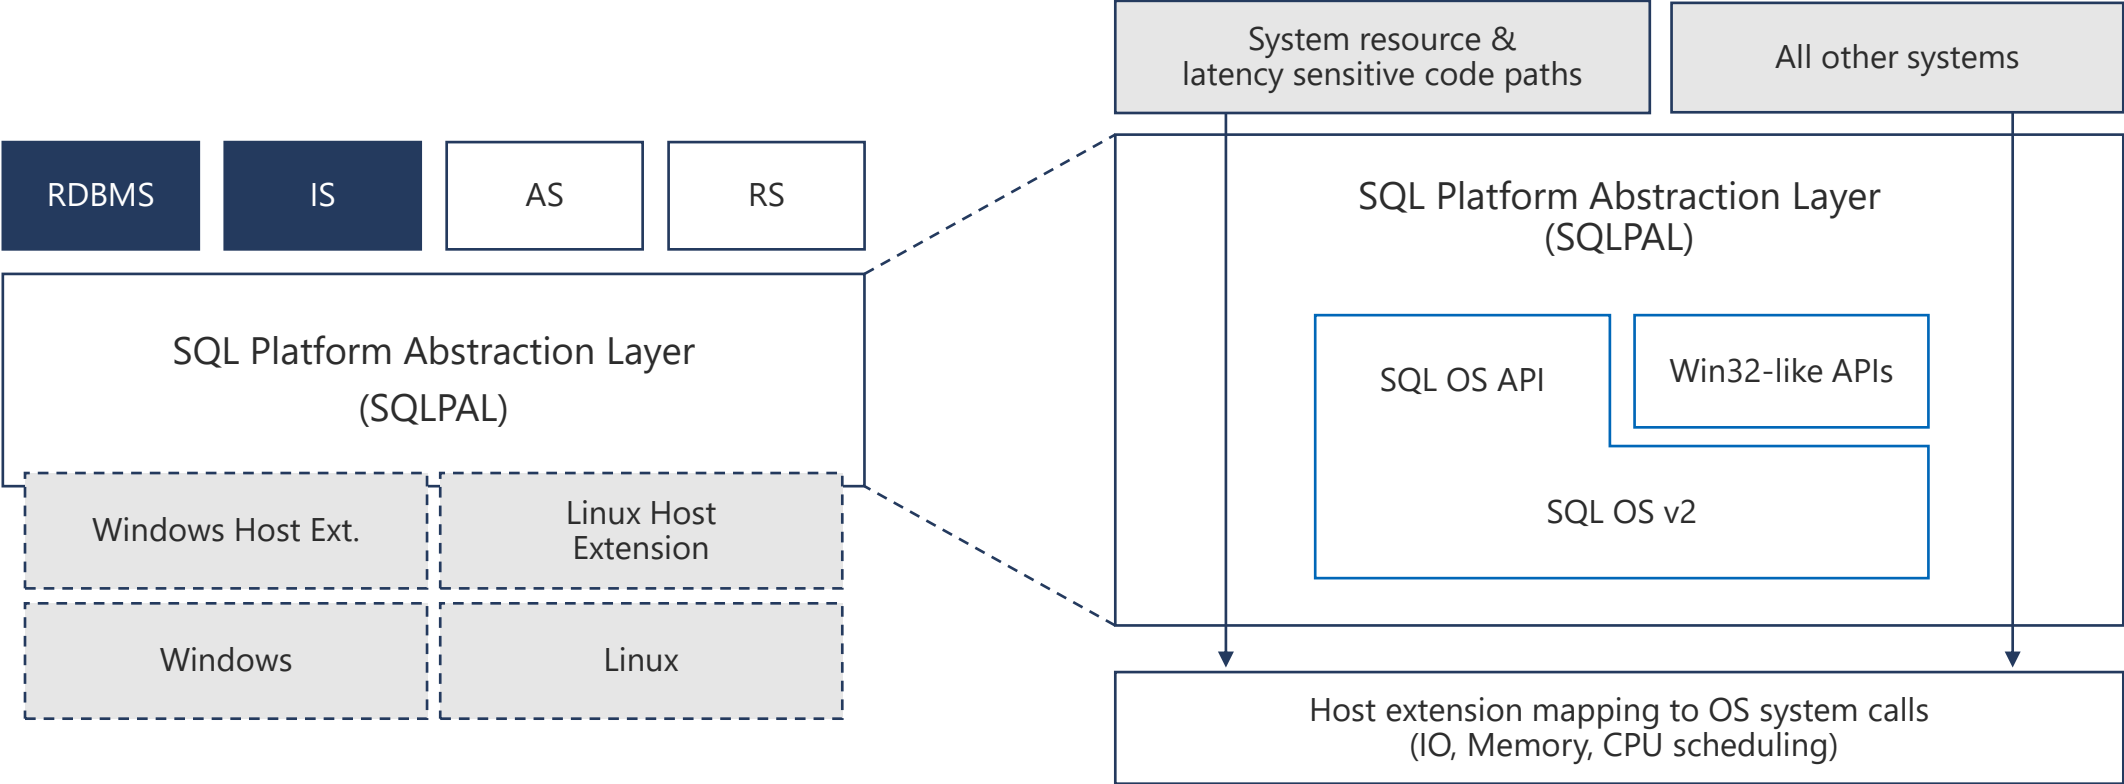 RDBMS
IS
AS
RS
SQL Platform Abstraction Layer
(SQLPAL)
Windows Host Ext.
Linux Host
Extension
Windows
Linux
System resource &
latency sensitive code paths
All other systems
SQL Platform Abstraction Layer
(SQLPAL)
SQL OS API
Win32-like APIs
SQL OS v2
Host extension mapping to OS system calls
(IO, Memory, CPU scheduling)